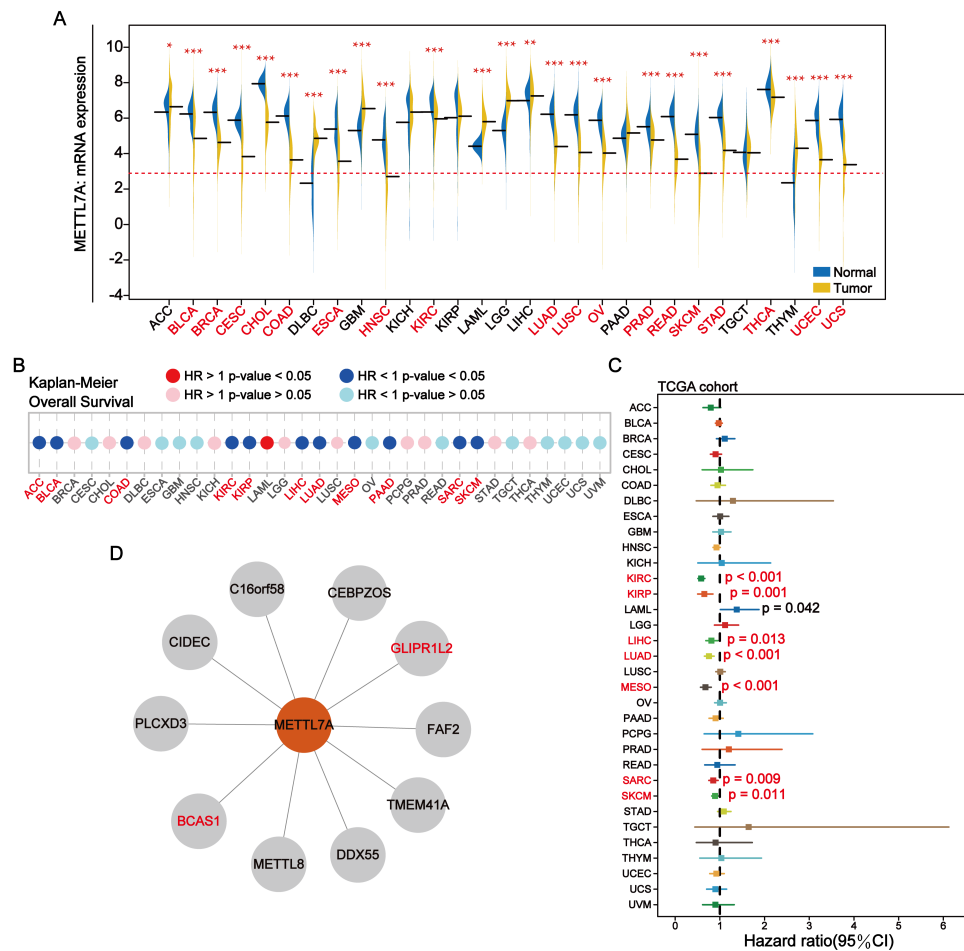 A
METTL7A: mRNA expression
10
8
6
4
2
0
-2
-4
* *** *** *** *** *** *** *** *** *** *** *** *** ** *** *** *** *** *** *** *** *** *** *** ***
Normal
Tumor
ACC BLCA BRCA CESC CHOL COAD DLBC ESCA GBM HNSC KICH KIRC KIRP LAML LGG LIHC LUAD LUSC OV PAAD PRAD READ SKCM STAD TGCT THCA THYM UCEC UCS
B
Kaplan-Meier
Overall Survival
HR > 1 p-value < 0.05
HR < 1 p-value < 0.05
HR > 1 p-value > 0.05
HR < 1 p-value > 0.05
ACC BLCA BRCA CESC CHOL COAD DLBC ESCA GBM HNSC KICH KIRC KIRP LAML LGG LIHC LUAD LUSC MESO OV PAAD PCPG PRAD READ SARC SKCM STAD TGCT THCA THYM UCEC UCS UVM
C
TCGA cohort
ACC
BLCA
BRCA
CESC
CHOL
COAD
DLBC
ESCA
GBM
HNSC
KICH
KIRC p < 0.001
KIRP p = 0.001
LAML p = 0.042
LGG
LIHC p = 0.013
LUAD p < 0.001
LUSC
MESO p < 0.001
OV
PAAD
PCPG
PRAD
READ
SARC p = 0.009
SKCM p = 0.011
STAD
TGCT
THCA
THYM
UCEC
UCS
UVM
0 1 2 3 4 5 6
Hazard ratio(95%CI)
D
C16orf58
CEBPZOS
CIDEC
GLIPR1L2
PLCXD3
METTL7A
FAF2
TMEM41A
BCAS1
METTL8
DDX55